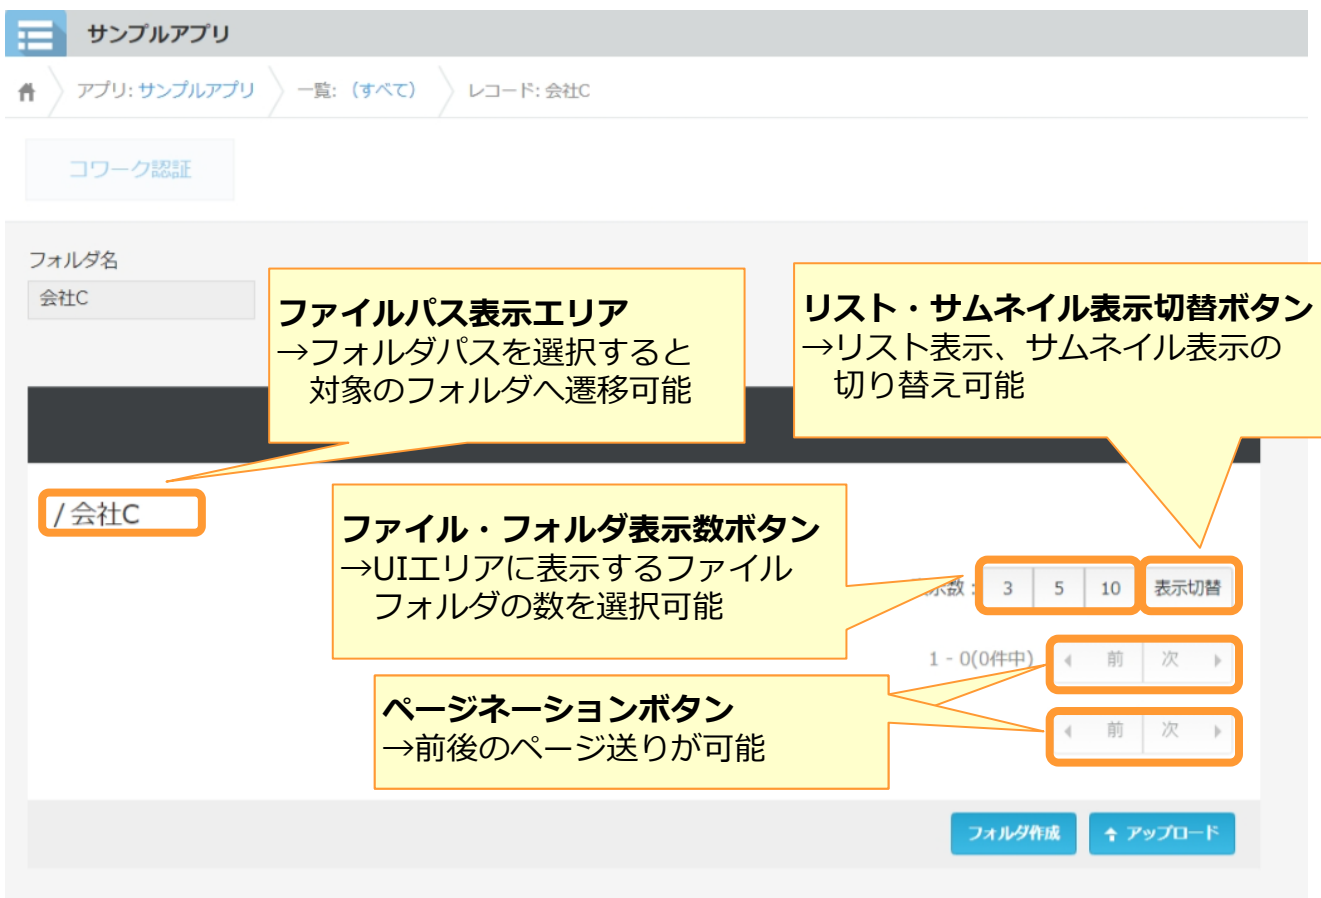 サンプルアプリ
アプリ: サンプルアプリ 一覧: (すべて) レコード: 会社C
コワーク認証
フォルダ名
会社C
ファイルパス表示エリア
→フォルダパスを選択すると
対象のフォルダへ遷移可能
リスト・サムネイル表示切替ボタン
→リスト表示、サムネイル表示の
切り替え可能
/ 会社C
ファイル・フォルダ表示数ボタン
→UIエリアに表示するファイル
フォルダの数を選択可能
示数 : 3 5 10 表示切替
1 - 0(0件中) 前 次
ページネーションボタン
→前後のページ送りが可能
前 次
フォルダ作成 アップロード